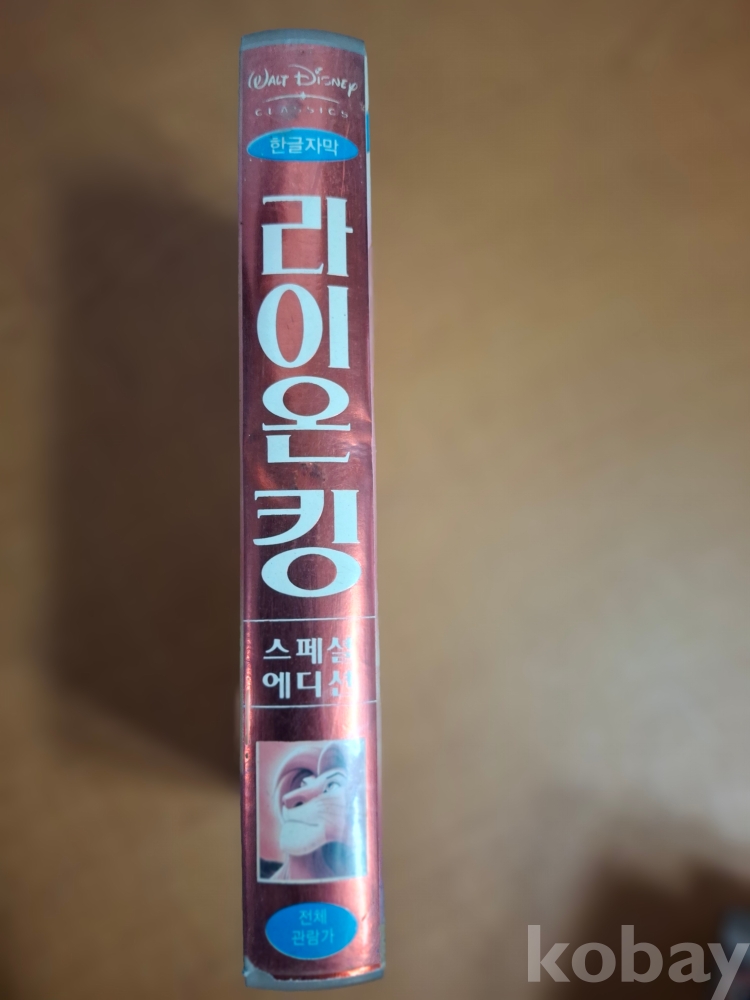 WALT DISNEY
CLASSICS
한글자막
라이온 킹
스페셜
에디션
전체
관람가
kobay